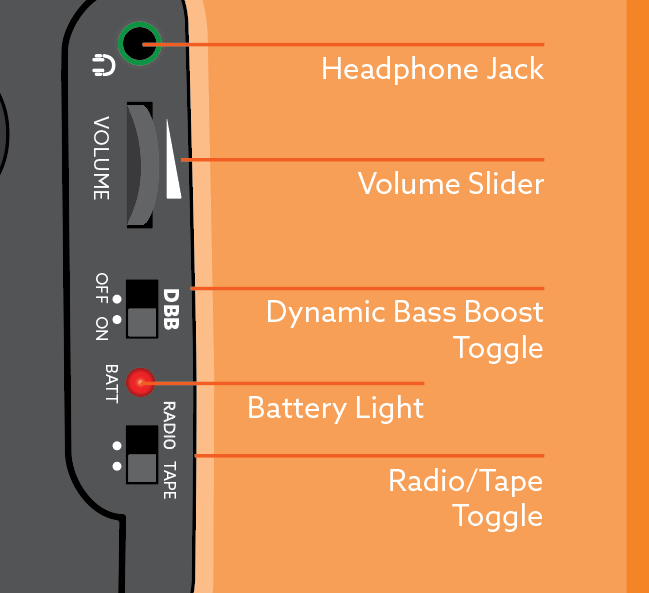 Headphone Jack
VOLUME
Volume Slider
OFF ON
DBB
Dynamic Bass Boost
Toggle
BATT
Battery Light
RADIO TAPE
Radio/Tape
Toggle